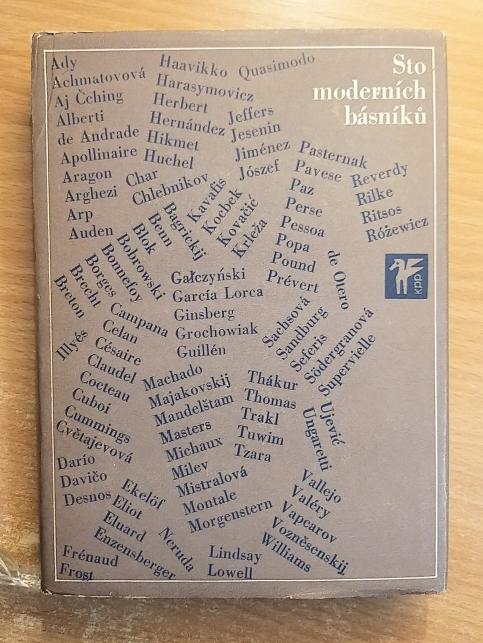 Sto
moderních
básníků
kpp
Ady
Achmatovová
Aj Čching
Alberti
de Andrade
Apollinaire
Aragon
Arghezi
Arp
Auden
Bagrickij
Benn
Blok
Bobrowski
Bonnefoy
Borges
Brecht
Breton
Campana
Celan
Césaire
Claudel
Cocteau
Cuboi
Cummings
Cvětajevová
Darío
Davičo
Desnos
Ekelöf
Eliot
Eluard
Enzensberger
Frénaud
Frost
Haavikko
Harasymovicz
Herbert
Hernández
Hikmet
Huchel
Char
Chlebnikov
Illyés
Jeffers
Jesenin
Jiménez
József
Kavafis
Kocbek
Kovačić
Krleža
Gałczyński
García Lorca
Ginsberg
Grochowiak
Guillén
Lindsay
Lowell
Machado
Majakovskij
Mandelštam
Masters
Michaux
Milev
Mistralová
Montale
Morgenstern
Neruda
de Otero
Pasternak
Pavese
Paz
Perse
Pessoa
Popa
Pound
Prévert
Quasimodo
Reverdy
Rilke
Ritsos
Różewicz
Sachsová
Sandburg
Seferis
Södergranová
Supervielle
Thákur
Thomas
Trakl
Tuwim
Tzara
Ujević
Ungaretti
Vallejo
Valéry
Vapcarov
Vozněsenskij
Williams